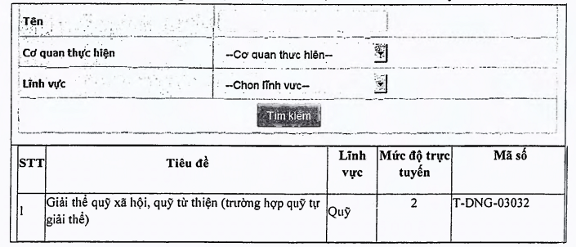 Tên
Cơ quan thực hiện
--Cơ quan thưc hiên--
Lĩnh vực
--Chon lĩnh vưc--
Tìm kiếm
STT Tiêu đề Lĩnh vực Mức độ trực tuyến Mã số
1 Giải thể quỹ xã hội, quỹ từ thiện (trường hợp quỹ tự giải thể) Quỹ 2 T-DNG-03032